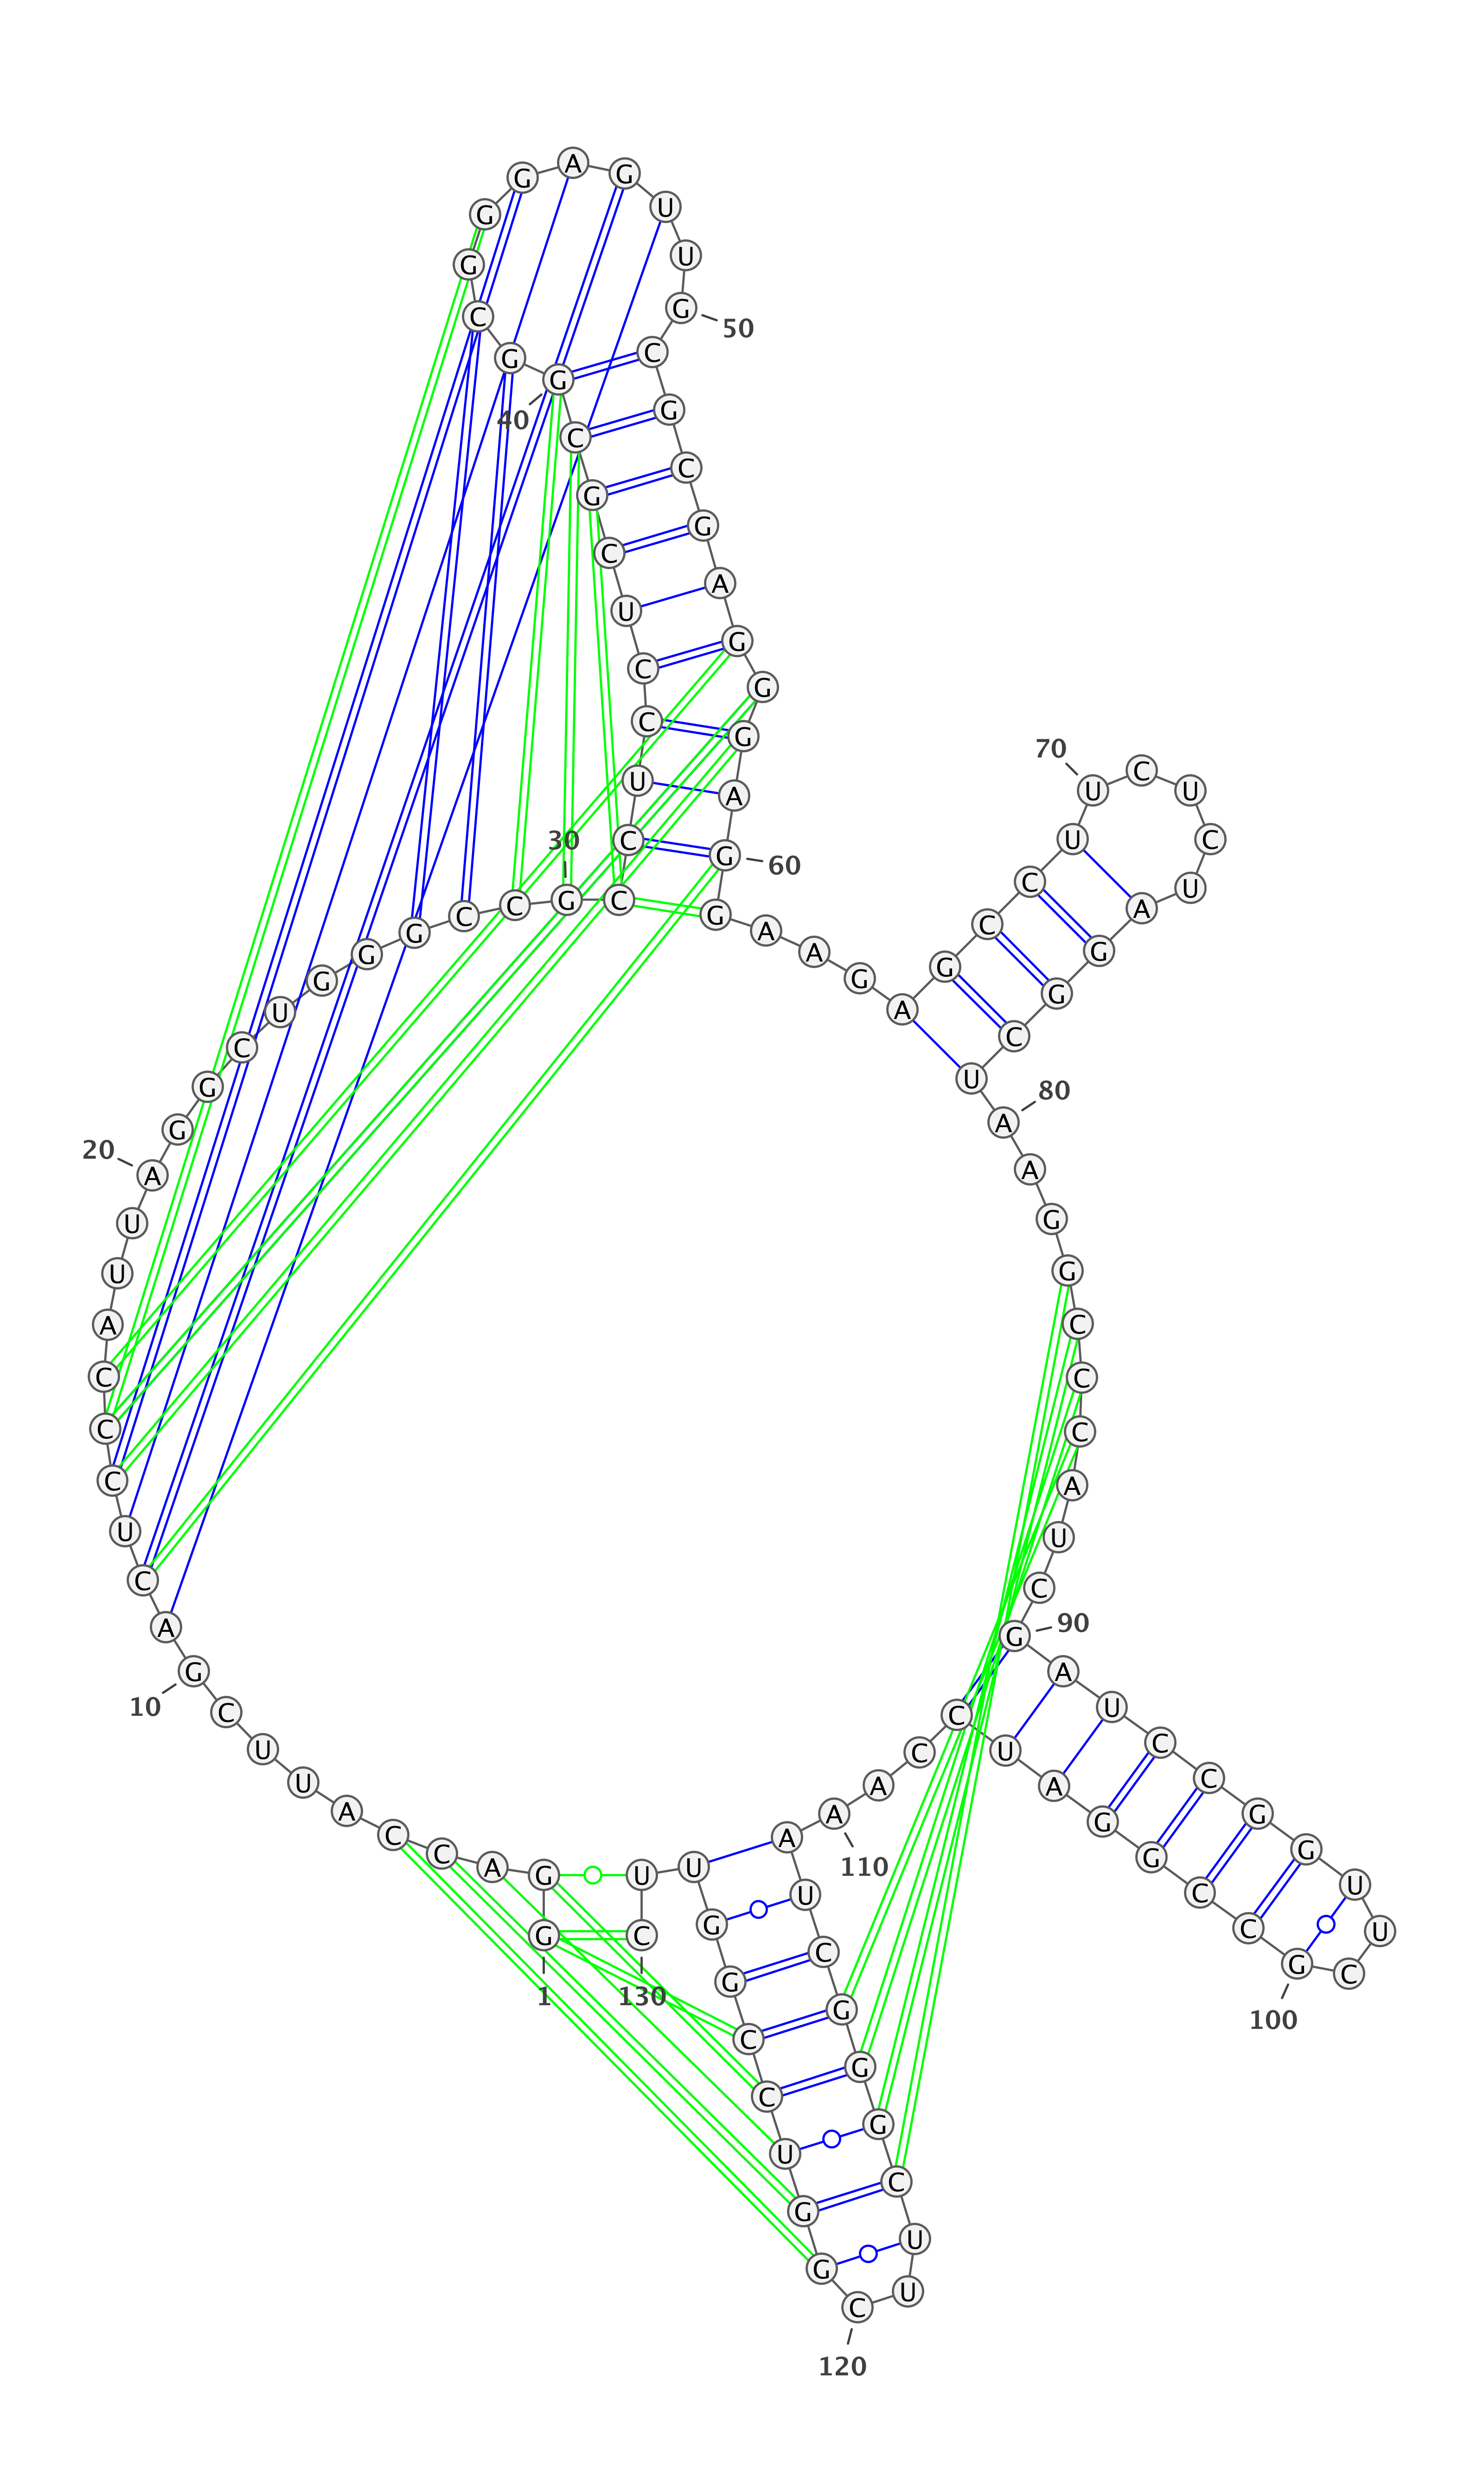 1
G G A C C A U U C G
10
A C U C C C A U U A
20
G G C U G G G C C G
30
C C U C C U C G C G
40
G C G G G A G U U G
50
C G C G A G G G A G
60
G A A G A G C C U U
70
C U C U A G G C U A
80
A G G C C C A U C G
90
A U C C G G U U C G
100
C C G G A U C C A A
110
A U C G G G C U U C
120
G G U C C G G U U C
130